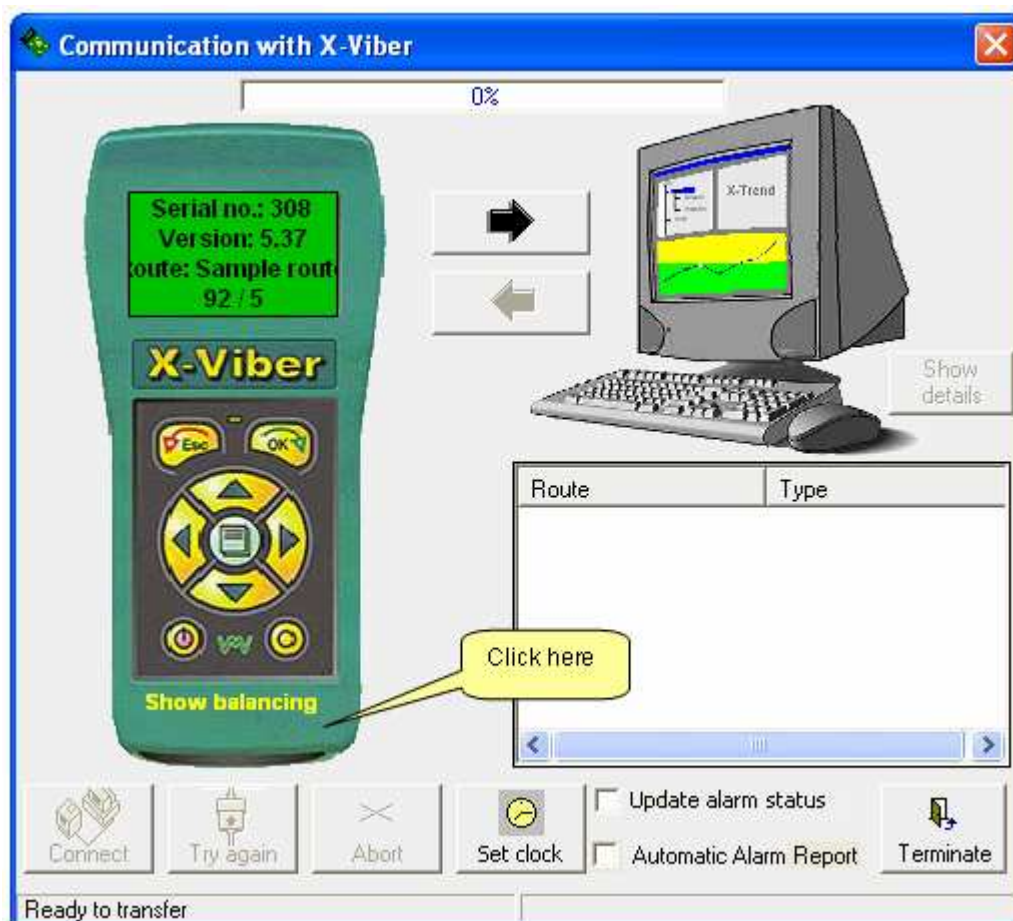 Communication with X-Viber
0%
Serial no.: 308
Version: 5.37
oute: Sample rout
92 / 5
X-Trend
X-Viber
Show
details
Esc
OK
Route
Type
Click here
Show balancing
Connect
Try again
Abort
Set clock
Update alarm status
Automatic Alarm Report
Terminate
Ready to transfer